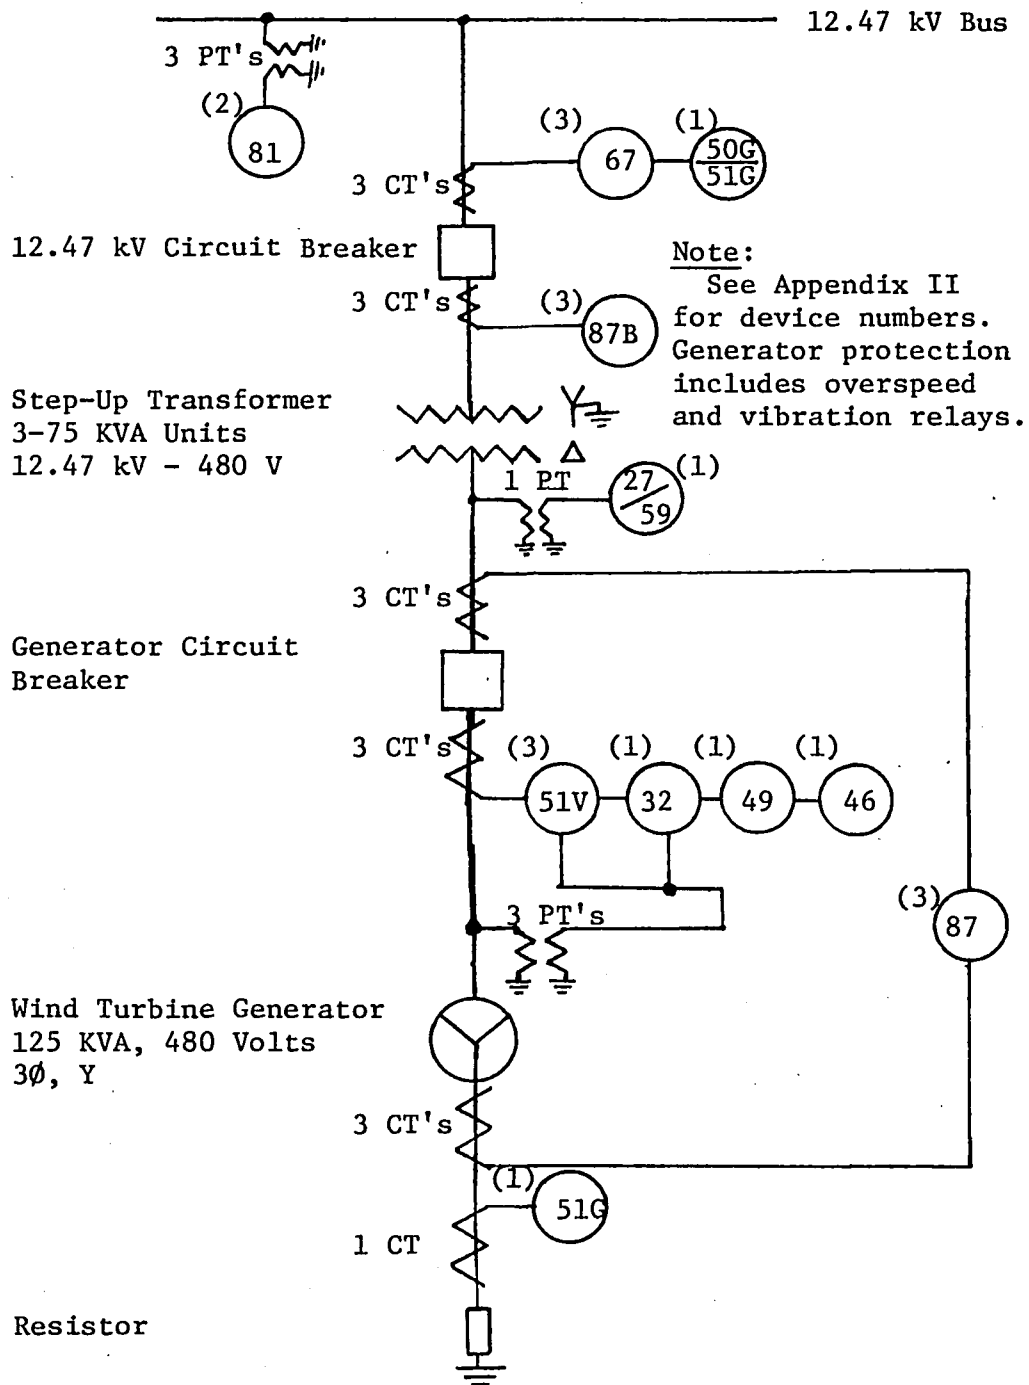 12.47 kV Bus
3 PT's
(2)
81
(3)
67
(1)
50G
51G
3 CT's
12.47 kV Circuit Breaker
3 CT's
(3)
87B
Note:
See Appendix II
for device numbers.
Generator protection
includes overspeed
and vibration relays.
Step-Up Transformer
3-75 KVA Units
12.47 kV - 480 V
1 PT
27
59
(1)
3 CT's
Generator Circuit
Breaker
3 CT's
(3)
51V
(1)
32
(1)
49
(1)
46
3 PT's
(3)
87
Wind Turbine Generator
125 KVA, 480 Volts
3Ø, Y
3 CT's
(1)
51G
1 CT
Resistor